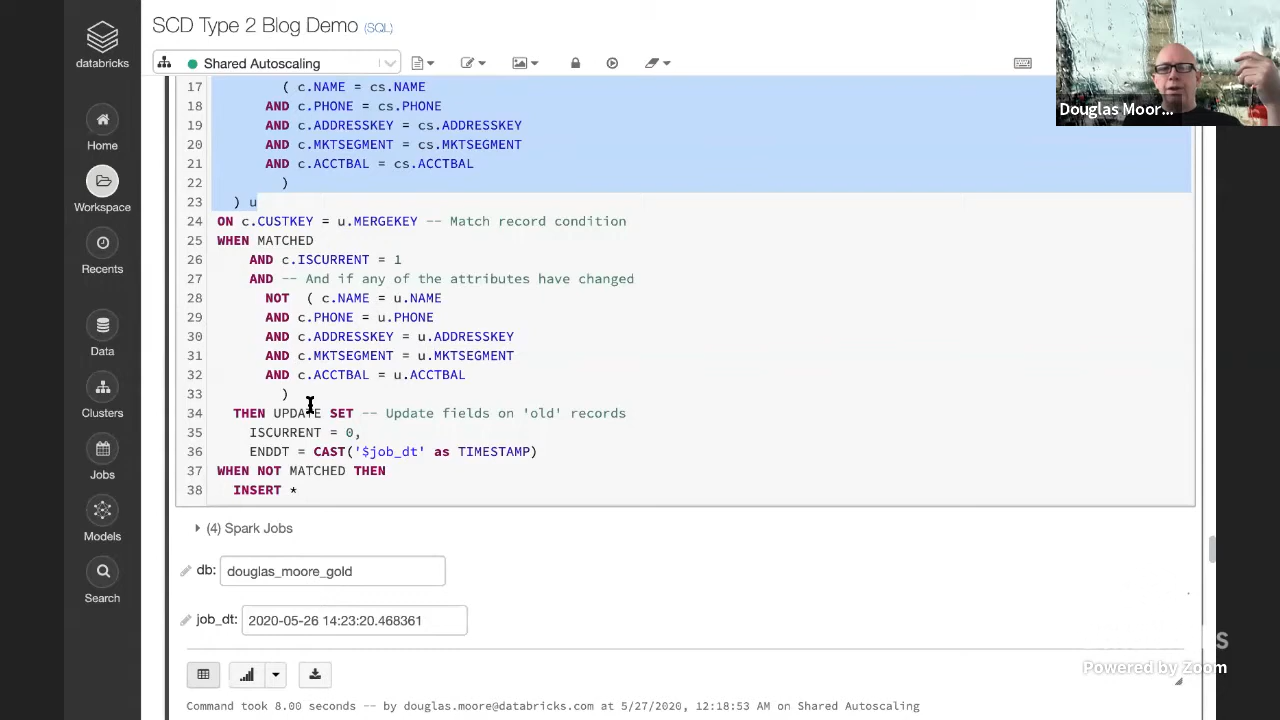 SCD Type 2 Blog Demo (SQL)
databricks
Shared Autoscaling
Douglas Moor...
Home
Workspace
Recents
Data
Clusters
Jobs
Models
Search
17 ( c.NAME = cs.NAME
18 AND c.PHONE = cs.PHONE
19 AND c.ADDRESSKEY = cs.ADDRESSKEY
20 AND c.MKTSEGMENT = cs.MKTSEGMENT
21 AND c.ACCTBAL = cs.ACCTBAL
22 )
23 ) u
24 ON c.CUSTKEY = u.MERGEKEY -- Match record condition
25 WHEN MATCHED
26 AND c.ISCURRENT = 1
27 AND -- And if any of the attributes have changed
28 NOT ( c.NAME = u.NAME
29 AND c.PHONE = u.PHONE
30 AND c.ADDRESSKEY = u.ADDRESSKEY
31 AND c.MKTSEGMENT = u.MKTSEGMENT
32 AND c.ACCTBAL = u.ACCTBAL
33 )
34 THEN UPDATE SET -- Update fields on 'old' records
35 ISCURRENT = 0,
36 ENDDT = CAST('$job_dt' as TIMESTAMP)
37 WHEN NOT MATCHED THEN
38 INSERT *
(4) Spark Jobs
db: douglas_moore_gold
job_dt: 2020-05-26 14:23:20.468361
Powered by Zoom
Command took 8.00 seconds -- by douglas.moore@databricks.com at 5/27/2020, 12:18:53 AM on Shared Autoscaling